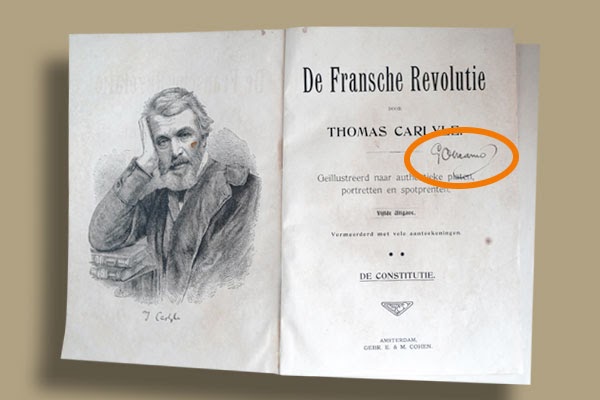 T Carlyle
De Fransche Revolutie
DOOR
THOMAS CARLYLE.
Geïllustreerd naar authentieke platen,
portretten en spotprenten.
Vijfde Uitgave.
Vermeerderd met vele aanteekeningen.
DE CONSTITUTIE.
AMSTERDAM,
GEBR. E. & M. COHEN.